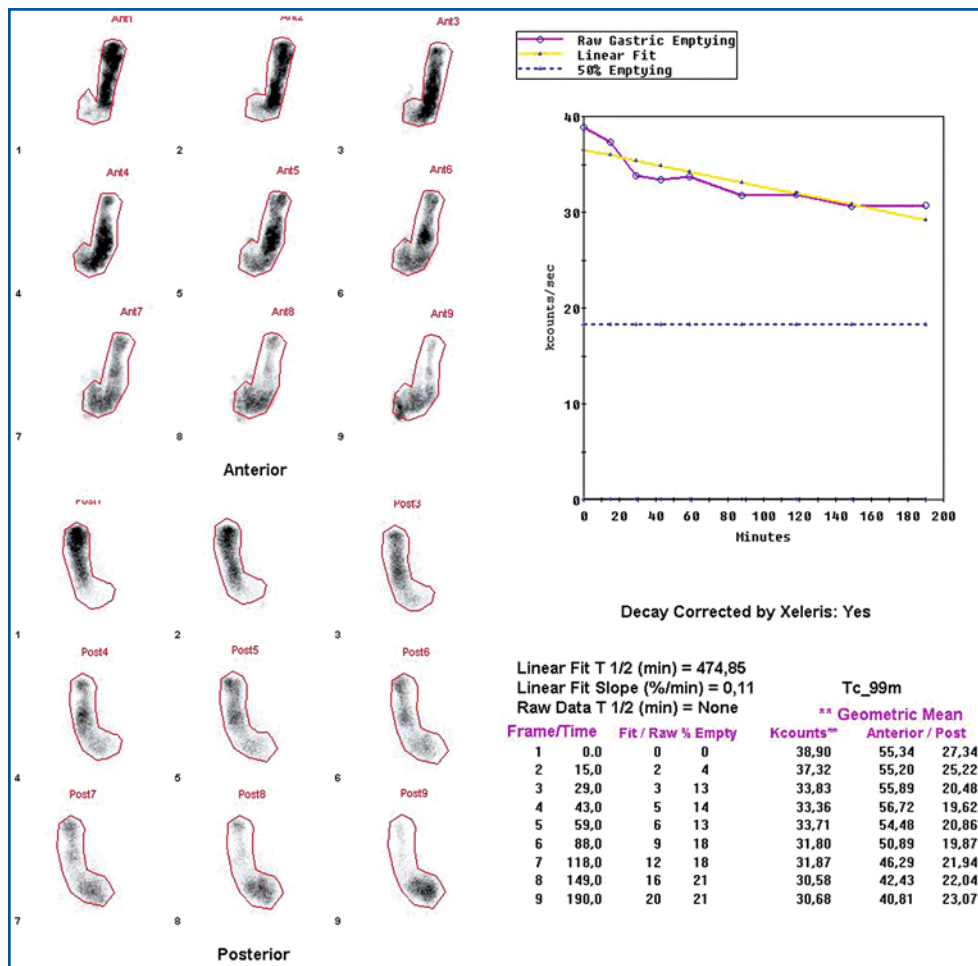 Ant1 Ant2 Ant3
1 2 3
Ant4 Ant5 Ant6
4 5 6
Ant7 Ant8 Ant9
7 8 9
Anterior
Post1 Post3
1 2 3
Post4 Post5 Post6
4 5 6
Post7 Post8 Post9
7 8 9
Posterior
Raw Gastric Emptying
Linear Fit
50% Emptying
40
30
20
10
0
kcounts/sec
0 20 40 60 80 100 120 140 160 180 200
Minutes
Decay Corrected by Xeleris: Yes
Linear Fit T 1/2 (min) = 474,85
Linear Fit Slope (%/min) = 0,11 Tc_99m
Raw Data T 1/2 (min) = None ** Geometric Mean
Frame/Time Fit / Raw % Empty Kcounts** Anterior / Post
1 0.0 0 0 38,90 55,34 27,34
2 15,0 2 4 37,32 55,20 25,22
3 29,0 3 13 33,83 55,89 20,48
4 43,0 5 14 33,36 56,72 19,62
5 59,0 6 13 33,71 54,48 20,86
6 88,0 9 18 31,80 50,89 19,87
7 118,0 12 18 31,87 46,29 21,94
8 149,0 16 21 30,58 42,43 22,04
9 190,0 20 21 30,68 40,81 23,07